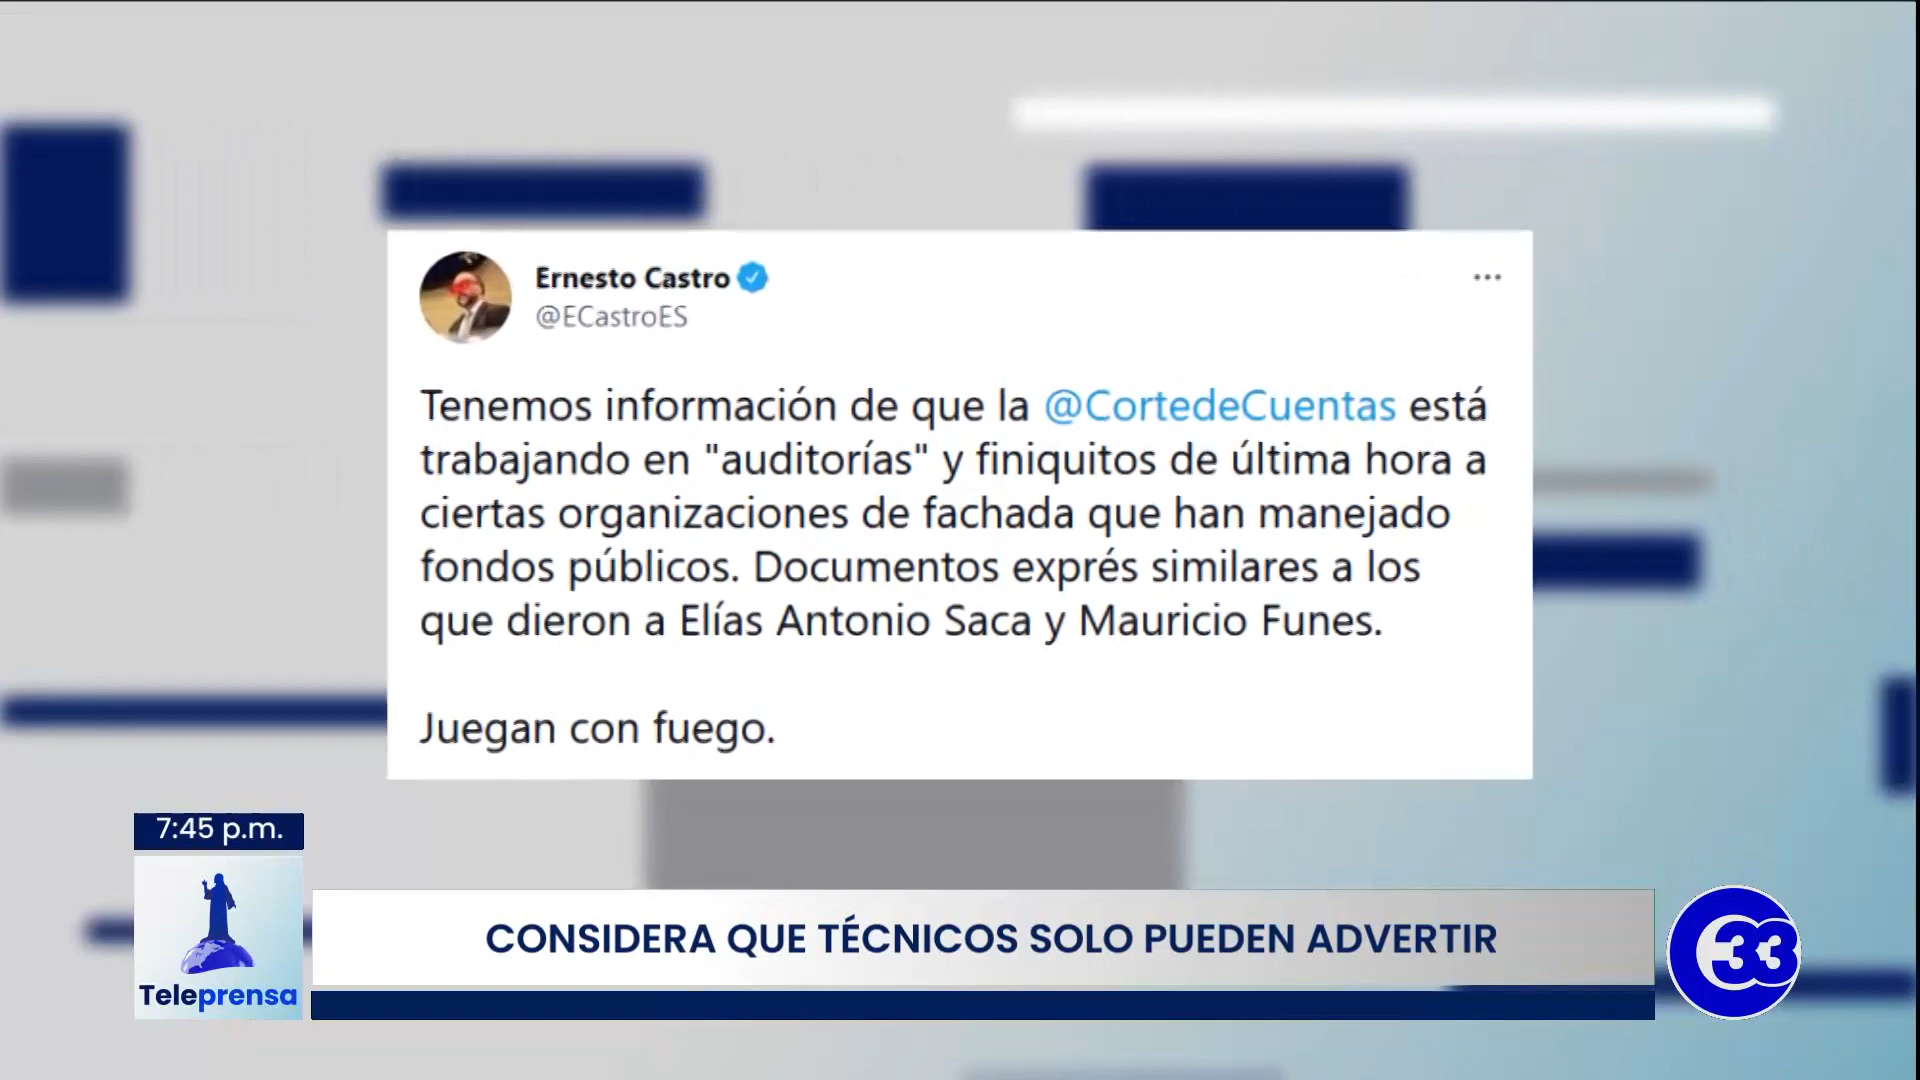 Ernesto Castro
@ECastroES
Tenemos información de que la @CortedeCuentas está
trabajando en "auditorías" y finiquitos de última hora a
ciertas organizaciones de fachada que han manejado
fondos públicos. Documentos exprés similares a los
que dieron a Elías Antonio Saca y Mauricio Funes.
Juegan con fuego.
7:45 p.m.
CONSIDERA QUE TÉCNICOS SOLO PUEDEN ADVERTIR
Teleprensa
33